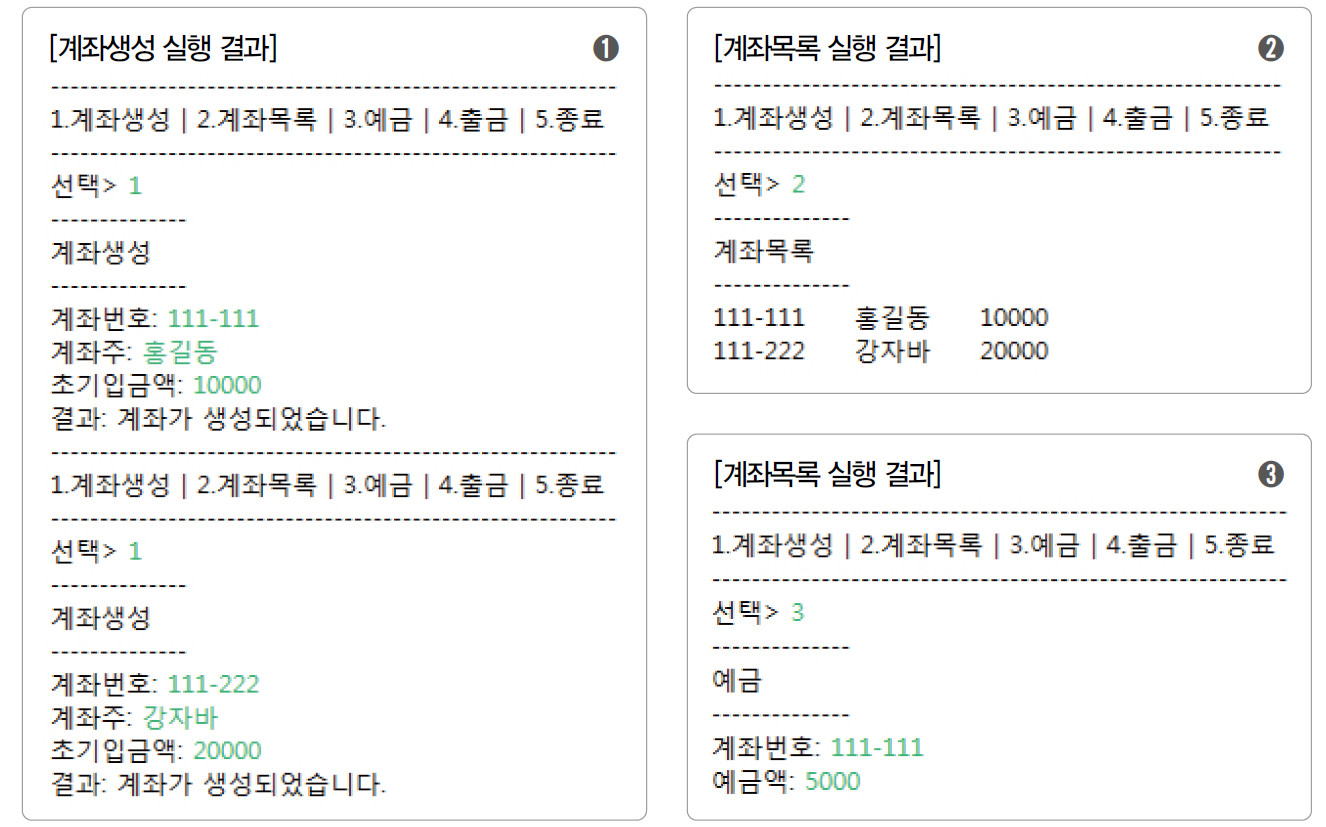 [계좌생성 실행 결과] ❶
---------------------------------------------------------
1.계좌생성 | 2.계좌목록 | 3.예금 | 4.출금 | 5.종료
---------------------------------------------------------
선택> 1
--------------
계좌생성
--------------
계좌번호: 111-111
계좌주: 홍길동
초기입금액: 10000
결과: 계좌가 생성되었습니다.
---------------------------------------------------------
1.계좌생성 | 2.계좌목록 | 3.예금 | 4.출금 | 5.종료
---------------------------------------------------------
선택> 1
--------------
계좌생성
--------------
계좌번호: 111-222
계좌주: 강자바
초기입금액: 20000
결과: 계좌가 생성되었습니다.
[계좌목록 실행 결과] ❷
---------------------------------------------------------
1.계좌생성 | 2.계좌목록 | 3.예금 | 4.출금 | 5.종료
---------------------------------------------------------
선택> 2
--------------
계좌목록
--------------
111-111 홍길동 10000
111-222 강자바 20000
[계좌목록 실행 결과] ❸
---------------------------------------------------------
1.계좌생성 | 2.계좌목록 | 3.예금 | 4.출금 | 5.종료
---------------------------------------------------------
선택> 3
--------------
예금
--------------
계좌번호: 111-111
예금액: 5000